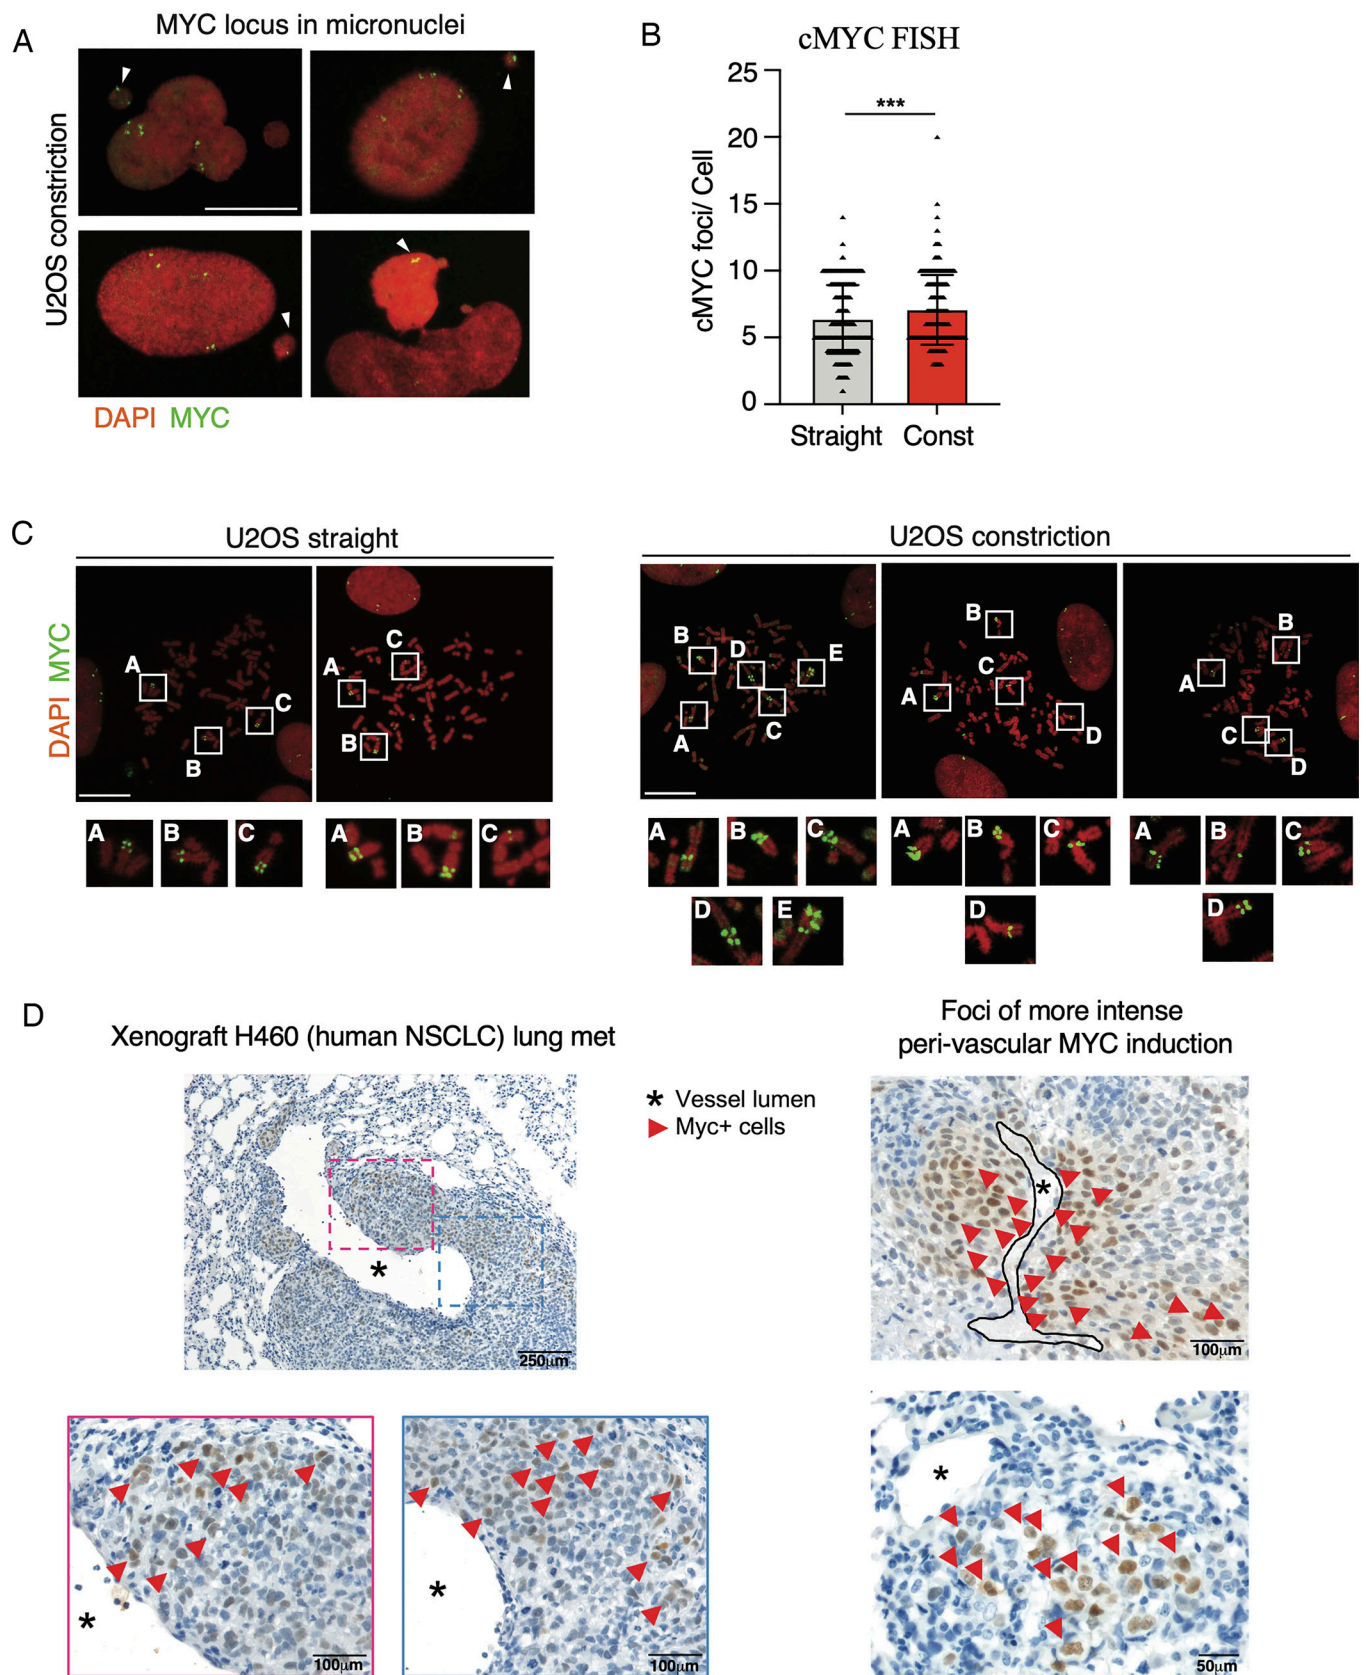 A
MYC locus in micronuclei
U2OS constriction
DAPI MYC
B
cMYC FISH
cMYC foci/ Cell
25
20
15
10
5
0
***
Straight
Const
C
U2OS straight
U2OS constriction
DAPI MYC
A
B
C
A
B
C
B
D
E
A
C
B
C
A
D
B
A
C
D
A
B
C
A
B
C
A
B
C
A
B
C
A
B
C
D
E
D
D
D
Xenograft H460 (human NSCLC) lung met
Foci of more intense
peri-vascular MYC induction
* Vessel lumen
Myc+ cells
*
250μm
*
100μm
*
100μm
*
100μm
*
50μm